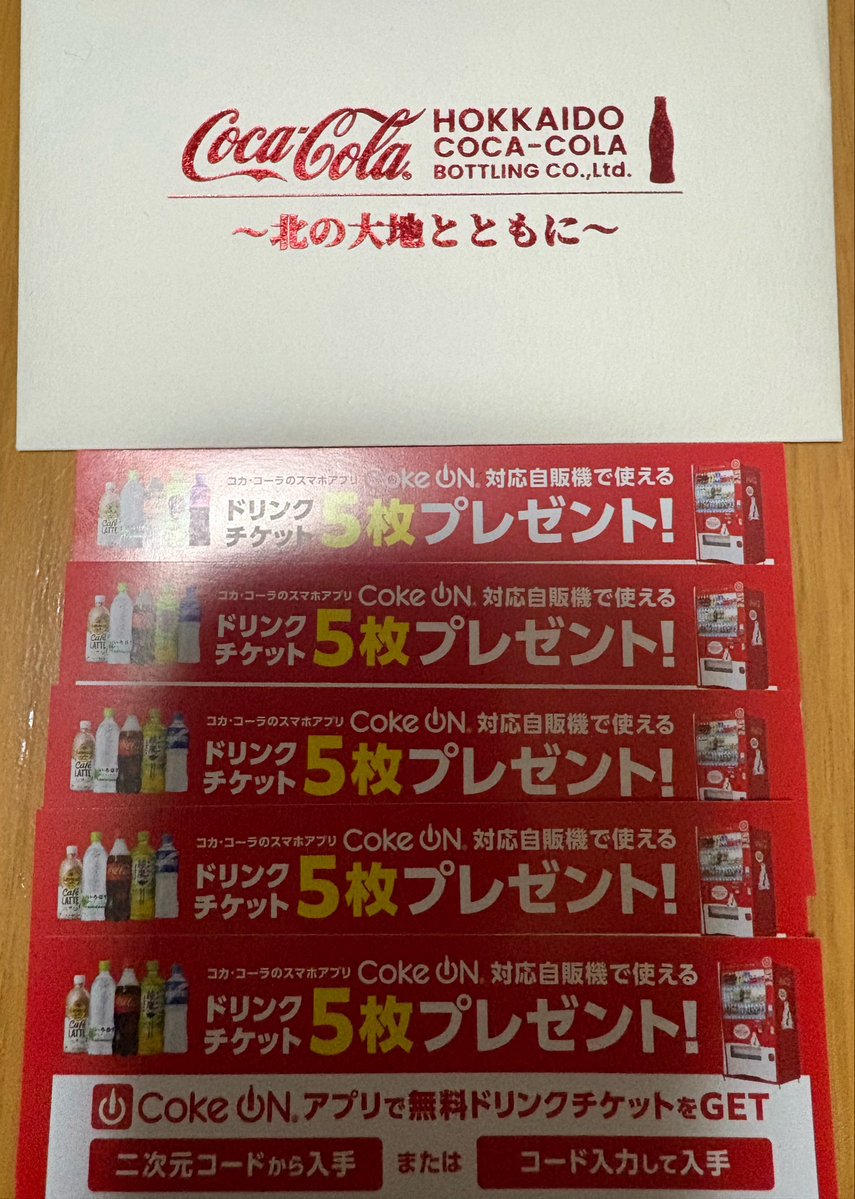 Coca-Cola® HOKKAIDO
COCA-COLA
BOTTLING CO.,Ltd.
～北の大地とともに～
コカ・コーラのスマホアプリ Coke ON® 対応自販機で使える
ドリンク
チケット 5枚プレゼント!
Café
LATTE
コカ・コーラのスマホアプリ Coke ON® 対応自販機で使える
ドリンク
チケット 5枚プレゼント!
Café
LATTE
コカ・コーラのスマホアプリ Coke ON® 対応自販機で使える
ドリンク
チケット 5枚プレゼント!
Café
LATTE
コカ・コーラのスマホアプリ Coke ON® 対応自販機で使える
ドリンク
チケット 5枚プレゼント!
Café
LATTE
コカ・コーラのスマホアプリ Coke ON® 対応自販機で使える
ドリンク
チケット 5枚プレゼント!
Café
LATTE
Coke ON® アプリで無料ドリンクチケットをGET
二次元コードから入手 または コード入力して入手